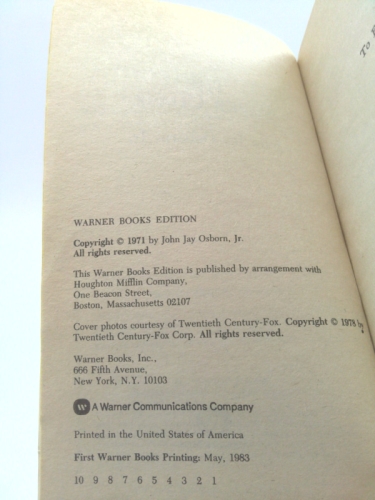 To
WARNER BOOKS EDITION
Copyright © 1971 by John Jay Osborn, Jr.
All rights reserved.
This Warner Books Edition is published by arrangement with
Houghton Mifflin Company,
One Beacon Street,
Boston, Massachusetts 02107
Cover photos courtesy of Twentieth Century-Fox. Copyright © 1978 by
Twentieth Century-Fox Corp. All rights reserved.
Warner Books, Inc.,
666 Fifth Avenue,
New York, N.Y. 10103
W A Warner Communications Company
Printed in the United States of America
First Warner Books Printing: May, 1983
10 9 8 7 6 5 4 3 2 1